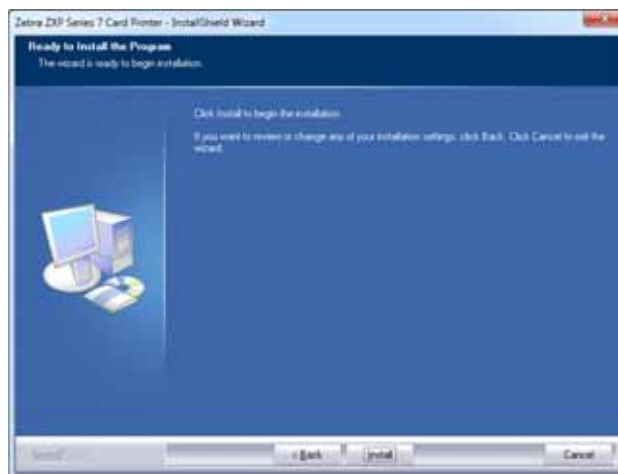 Zebra ZXP Series 7 Card Printer - InstallShield Wizard
Ready to Install the Program
The wizard is ready to begin installation.
Click Install to begin the installation.
If you want to review or change any of your installation settings, click Back. Click Cancel to exit the
wizard.
< Back
Install
Cancel